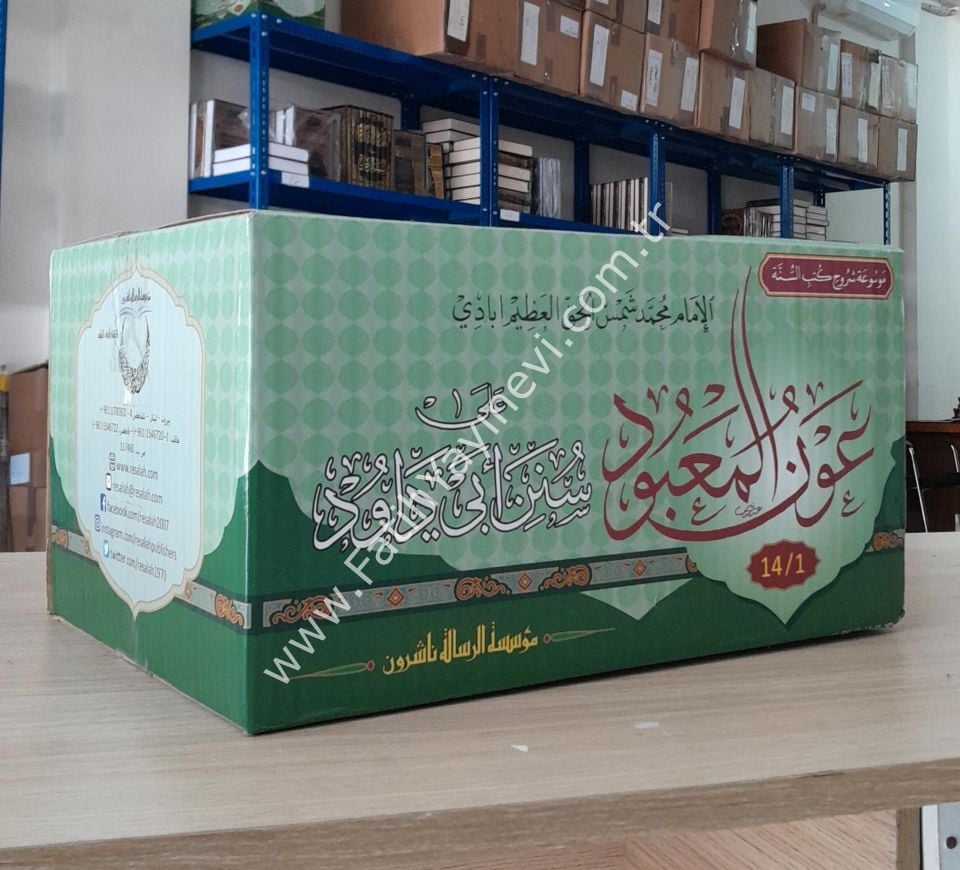 موسوعة شروح كتب السنة
الإمام محمد شمس الحق العظيم آبادي
عون المعبود
على
سنن أبي داود
14/1
مؤسسة الرسالة ناشرون
www.resalah.com
resalah@resalah.com
facebook.com/resalah2007
instagram.com/resalahpublishers
twitter.com/resalah1970
www.FatihYayinevi.com.tr